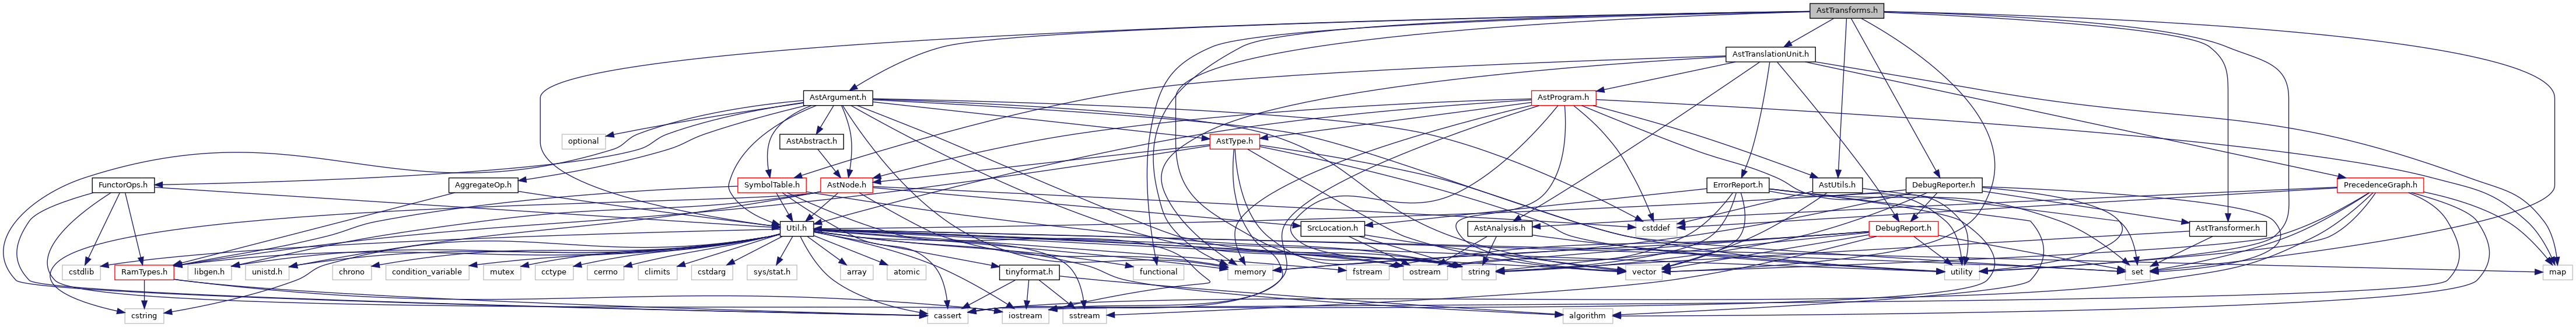 AstTransforms.h
AstTranslationUnit.h
AstArgument.h
AstProgram.h
optional
AstAbstract.h
AstType.h
FunctorOps.h
AggregateOp.h
SymbolTable.h
AstNode.h
ErrorReport.h
AstUtils.h
DebugReporter.h
PrecedenceGraph.h
Util.h
SrcLocation.h
AstAnalysis.h
cstddef
DebugReport.h
AstTransformer.h
cstdlib
RamTypes.h
libgen.h
unistd.h
chrono
condition_variable
mutex
cctype
cerrno
climits
cstdarg
sys/stat.h
array
atomic
tinyformat.h
functional
memory
fstream
ostream
string
vector
utility
set
map
cstring
cassert
iostream
sstream
algorithm